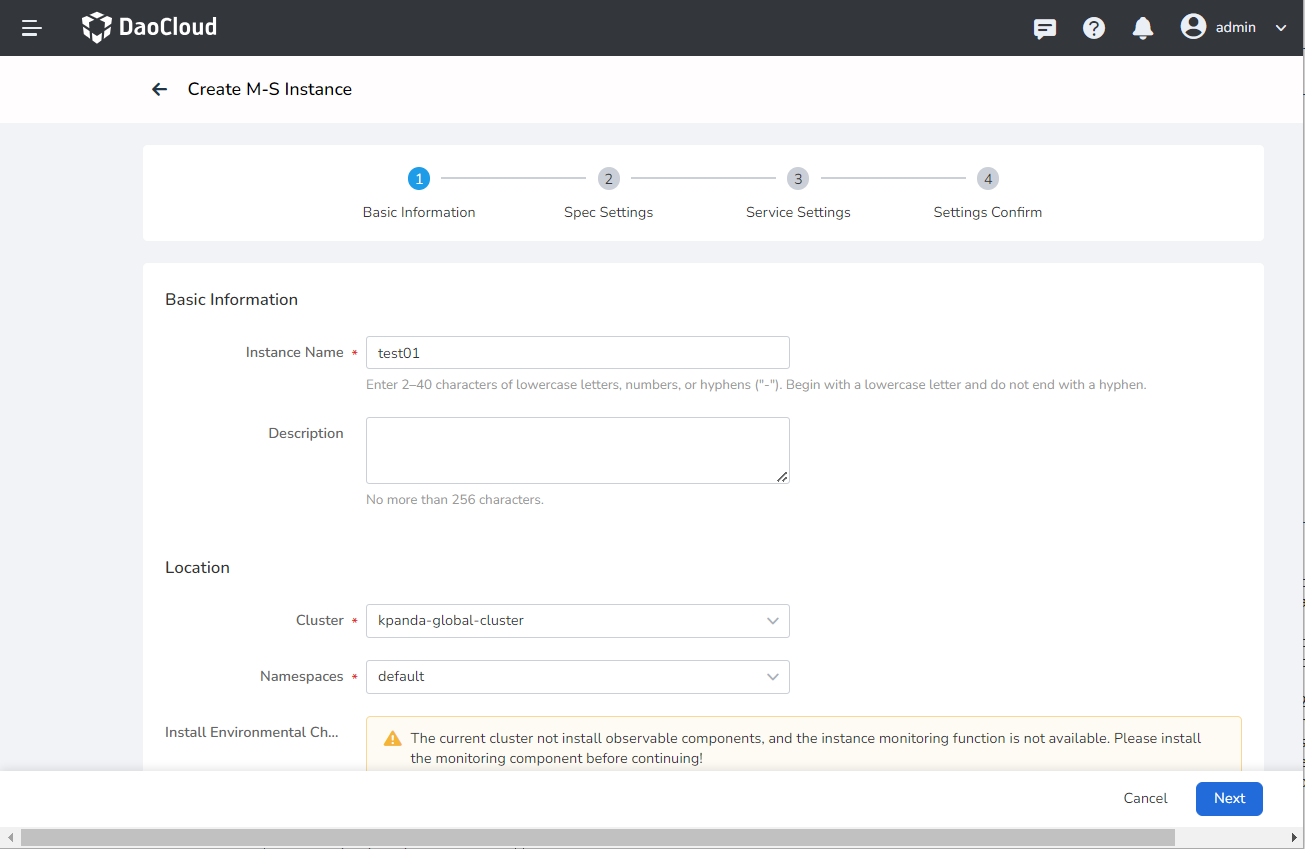 DaoCloud
admin
Create M-S Instance
1
2
3
4
Basic Information
Spec Settings
Service Settings
Settings Confirm
Basic Information
Instance Name *
test01
Enter 2–40 characters of lowercase letters, numbers, or hyphens ("-"). Begin with a lowercase letter and do not end with a hyphen.
Description
No more than 256 characters.
Location
Cluster *
kpanda-global-cluster
Namespaces *
default
Install Environmental Ch...
The current cluster not install observable components, and the instance monitoring function is not available. Please install
the monitoring component before continuing!
Cancel
Next